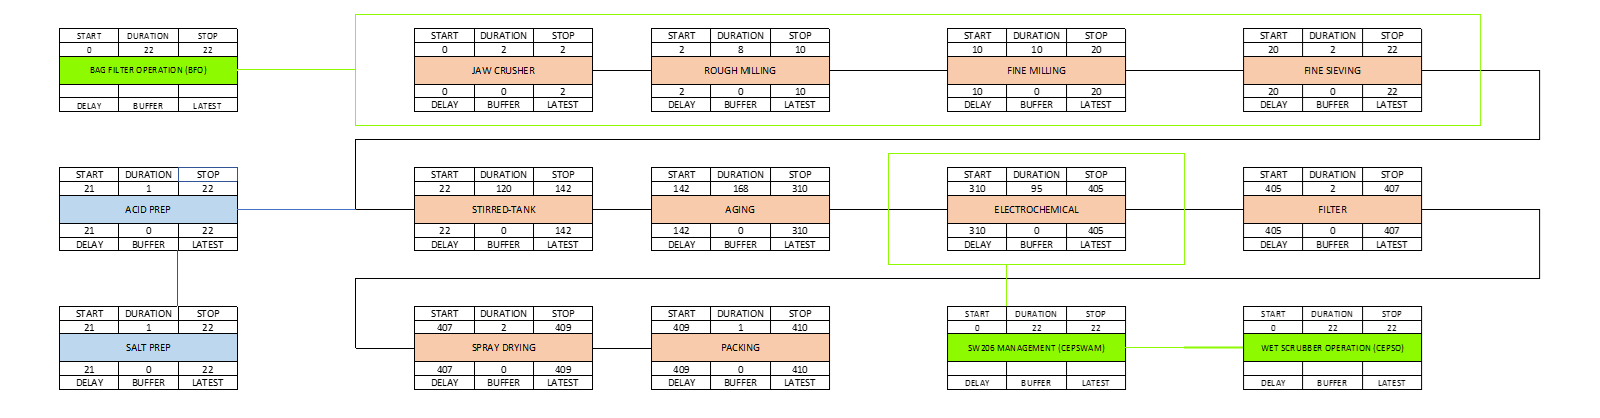 START DURATION STOP START DURATION STOP START DURATION STOP START DURATION STOP START DURATION STOP
0 22 22 0 2 2 2 8 10 10 10 20 20 2 22
BAG FILTER OPERATION (BFO) JAW CRUSHER ROUGH MILLING FINE MILLING FINE SIEVING
0 0 2 2 0 10 10 0 20 20 0 22
DELAY BUFFER LATEST DELAY BUFFER LATEST DELAY BUFFER LATEST DELAY BUFFER LATEST DELAY BUFFER LATEST
START DURATION STOP START DURATION STOP START DURATION STOP START DURATION STOP START DURATION STOP
21 1 22 22 120 142 142 168 310 310 95 405 405 2 407
ACID PREP STIRRED-TANK AGING ELECTROCHEMICAL FILTER
21 0 22 22 0 142 142 0 310 310 0 405 405 0 407
DELAY BUFFER LATEST DELAY BUFFER LATEST DELAY BUFFER LATEST DELAY BUFFER LATEST DELAY BUFFER LATEST
START DURATION STOP START DURATION STOP START DURATION STOP START DURATION STOP START DURATION STOP
21 1 22 407 2 409 409 1 410 0 22 22 0 22 22
SALT PREP SPRAY DRYING PACKING SW206 MANAGEMENT (CEPSWAM) WET SCRUBBER OPERATION (CEPSO)
21 0 22 407 0 409 409 0 410
DELAY BUFFER LATEST DELAY BUFFER LATEST DELAY BUFFER LATEST DELAY BUFFER LATEST DELAY BUFFER LATEST